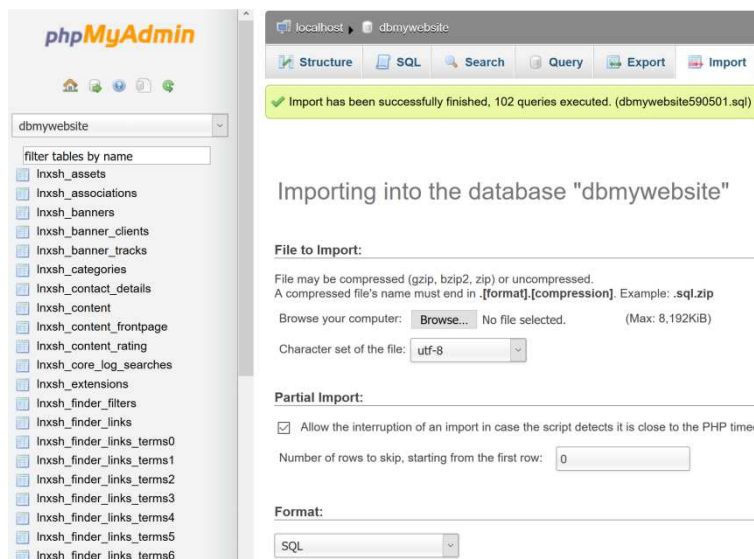 phpMyAdmin
dbmywebsite
filter tables by name
lnxsh_assets
lnxsh_associations
lnxsh_banners
lnxsh_banner_clients
lnxsh_banner_tracks
lnxsh_categories
lnxsh_contact_details
lnxsh_content
lnxsh_content_frontpage
lnxsh_content_rating
lnxsh_core_log_searches
lnxsh_extensions
lnxsh_finder_filters
lnxsh_finder_links
lnxsh_finder_links_terms0
lnxsh_finder_links_terms1
lnxsh_finder_links_terms2
lnxsh_finder_links_terms3
lnxsh_finder_links_terms4
lnxsh_finder_links_terms5
lnxsh_finder_links_terms6
localhost dbmywebsite
Structure SQL Search Query Export Import
Import has been successfully finished, 102 queries executed. (dbmywebsite590501.sql)
Importing into the database "dbmywebsite"
File to Import:
File may be compressed (gzip, bzip2, zip) or uncompressed.
A compressed file's name must end in .[format].[compression]. Example: .sql.zip
Browse your computer: Browse... No file selected. (Max: 8,192KiB)
Character set of the file: utf-8
Partial Import:
Allow the interruption of an import in case the script detects it is close to the PHP time
Number of rows to skip, starting from the first row: 0
Format:
SQL